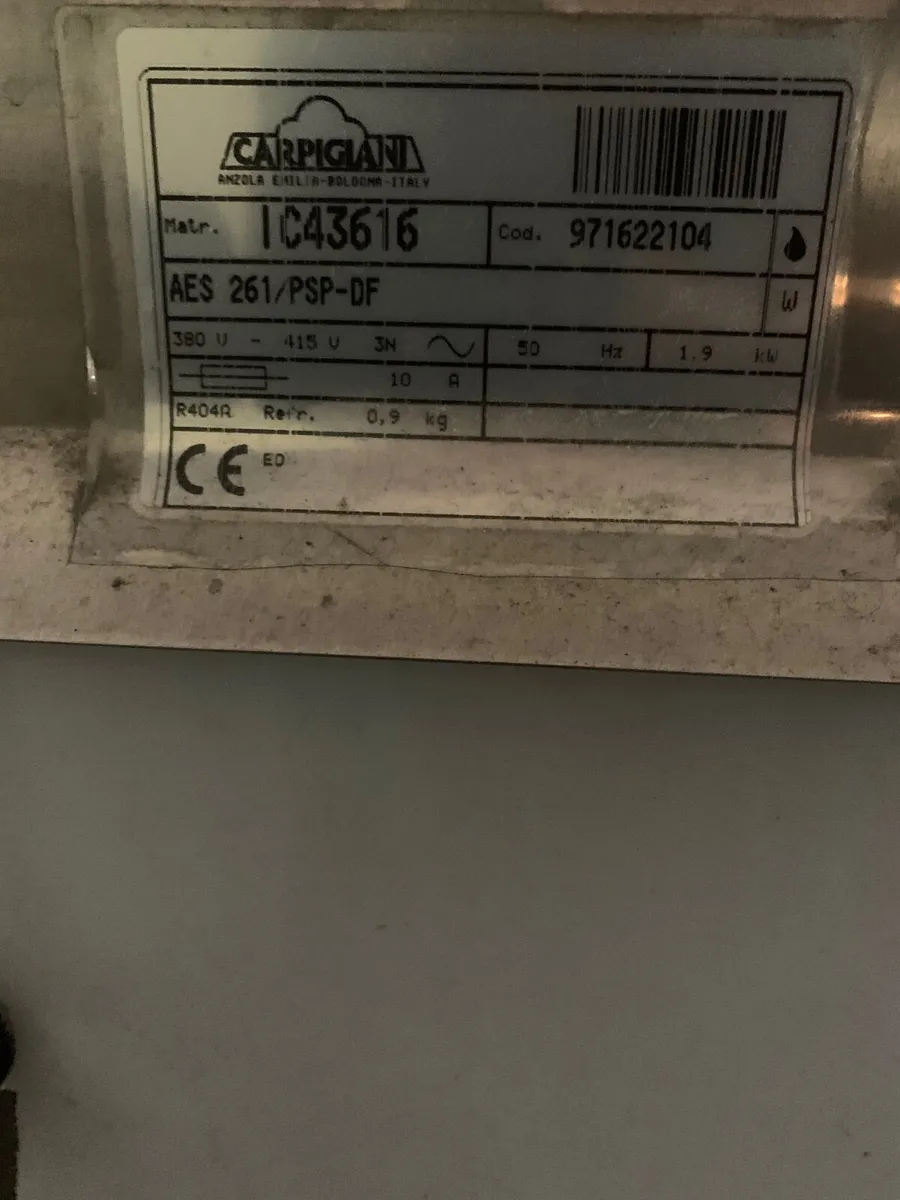 CARPIGIANI
ANZOLA EMILIA-BOLOGNA-ITALY
Matr. IC43616 Cod. 971622104
AES 261/PSP-DF W
380 V - 415 V 3N 50 Hz 1.9 kW
10 A
R404A Refr. 0,9 kg
CE ED